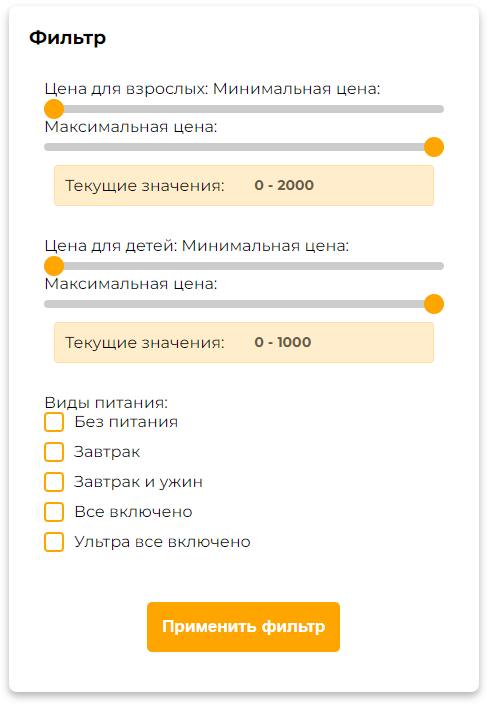 Фильтр
Цена для взрослых: Минимальная цена:
Максимальная цена:
Текущие значения: 0 - 2000
Цена для детей: Минимальная цена:
Максимальная цена:
Текущие значения: 0 - 1000
Виды питания:
Без питания
Завтрак
Завтрак и ужин
Все включено
Ультра все включено
Применить фильтр